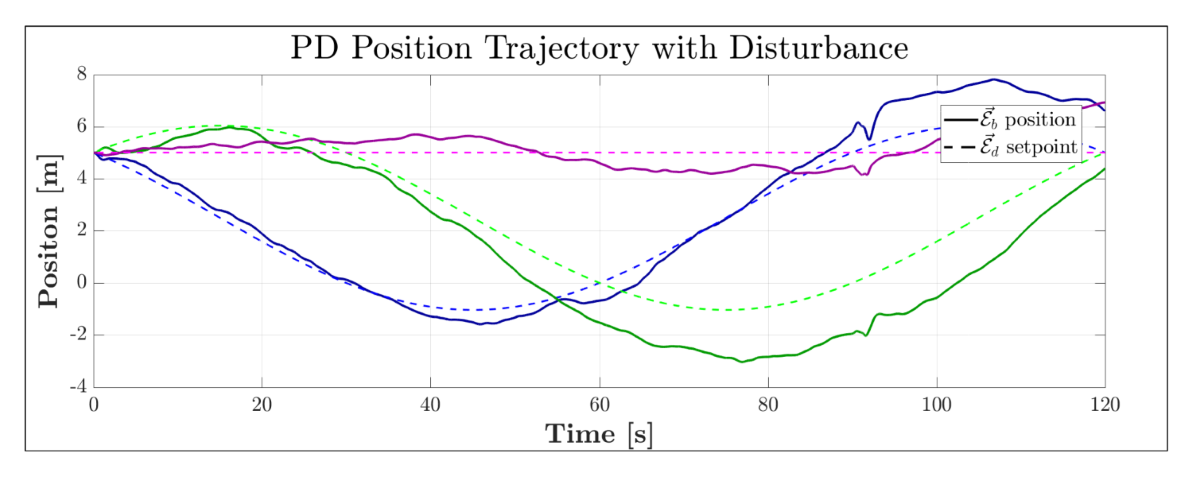 PD Position Trajectory with Disturbance
8
6
4
2
0
-2
-4
0 20 40 60 80 100 120
Positon [m]
Time [s]
$\vec{\mathcal{E}}_b$ position
$\vec{\mathcal{E}}_d$ setpoint